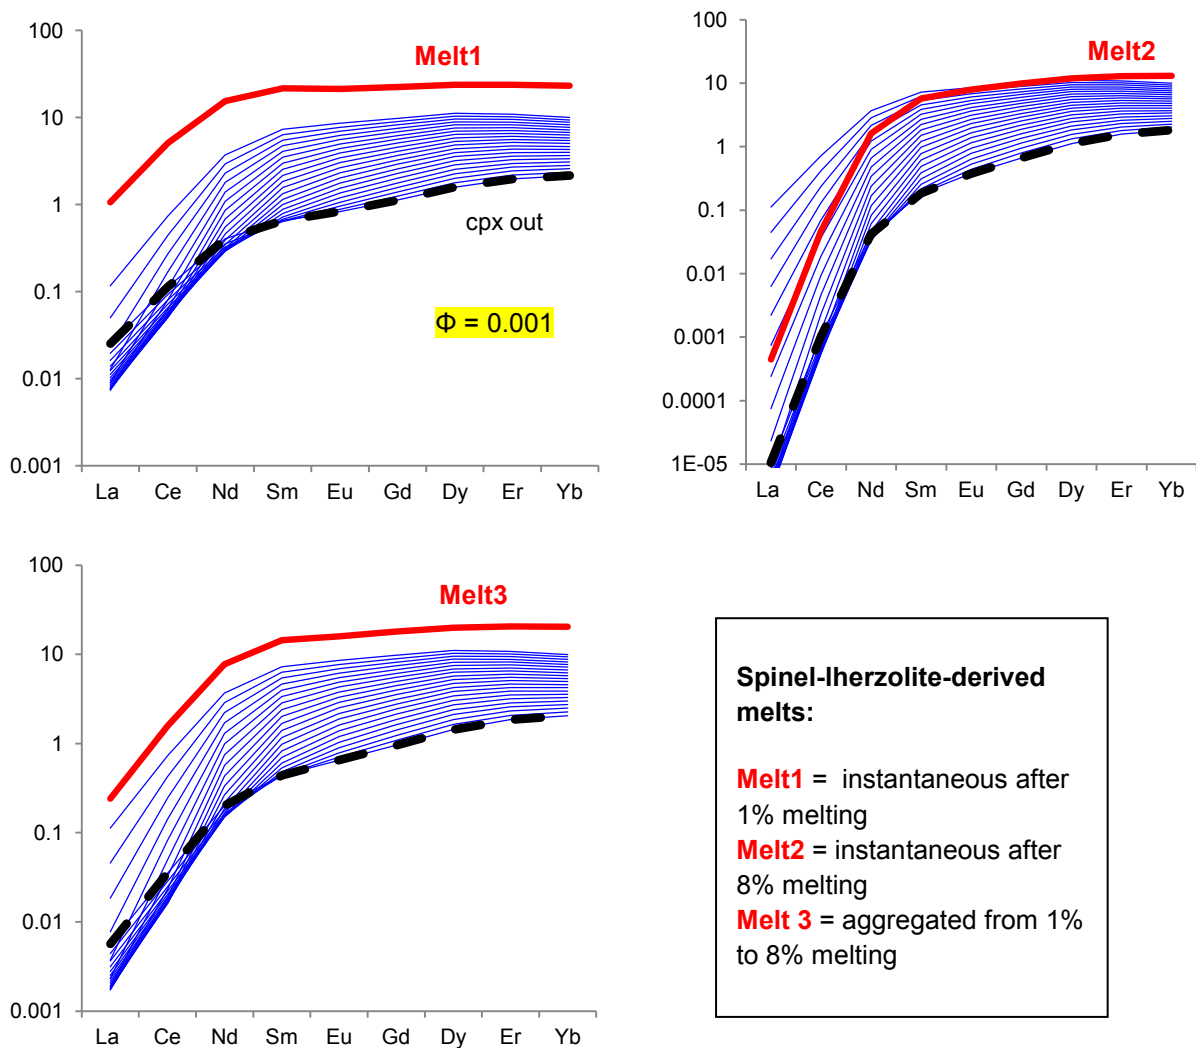 100
10
1
0.1
0.01
0.001
Melt1
cpx out
Φ = 0.001
La Ce Nd Sm Eu Gd Dy Er Yb
100
10
1
0.1
0.01
0.001
0.0001
1E-05
Melt2
La Ce Nd Sm Eu Gd Dy Er Yb
100
10
1
0.1
0.01
0.001
Melt3
La Ce Nd Sm Eu Gd Dy Er Yb
Spinel-lherzolite-derived
melts:
Melt1 = instantaneous after
1% melting
Melt2 = instantaneous after
8% melting
Melt 3 = aggregated from 1%
to 8% melting